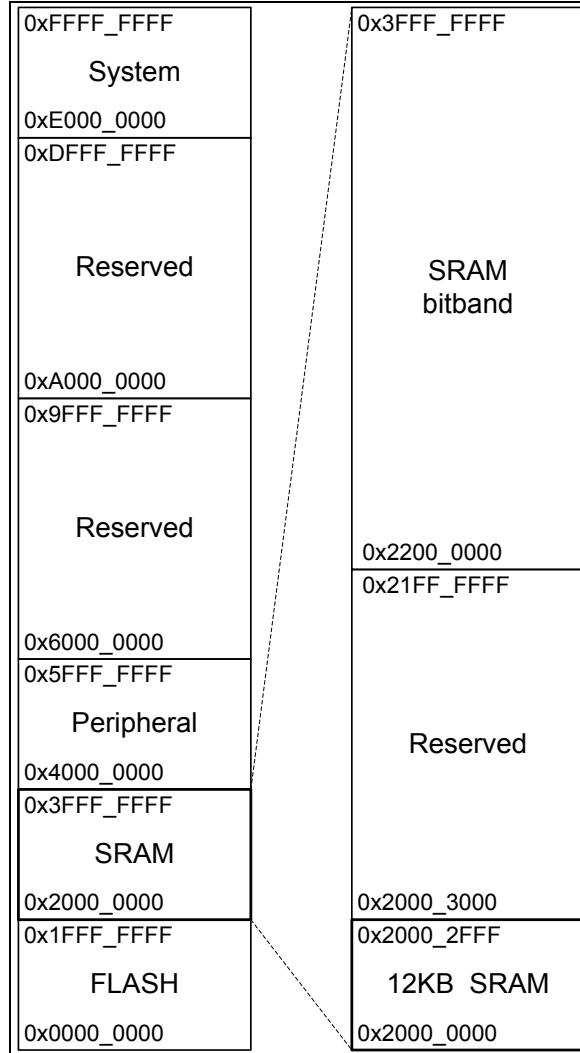 0xFFFF_FFFF
System
0xE000_0000
0xDFFF_FFFF
Reserved
0xA000_0000
0x9FFF_FFFF
Reserved
0x6000_0000
0x5FFF_FFFF
Peripheral
0x4000_0000
0x3FFF_FFFF
SRAM
0x2000_0000
0x1FFF_FFFF
FLASH
0x0000_0000
0x3FFF_FFFF
SRAM
bitband
0x2200_0000
0x21FF_FFFF
Reserved
0x2000_3000
0x2000_2FFF
12KB SRAM
0x2000_0000